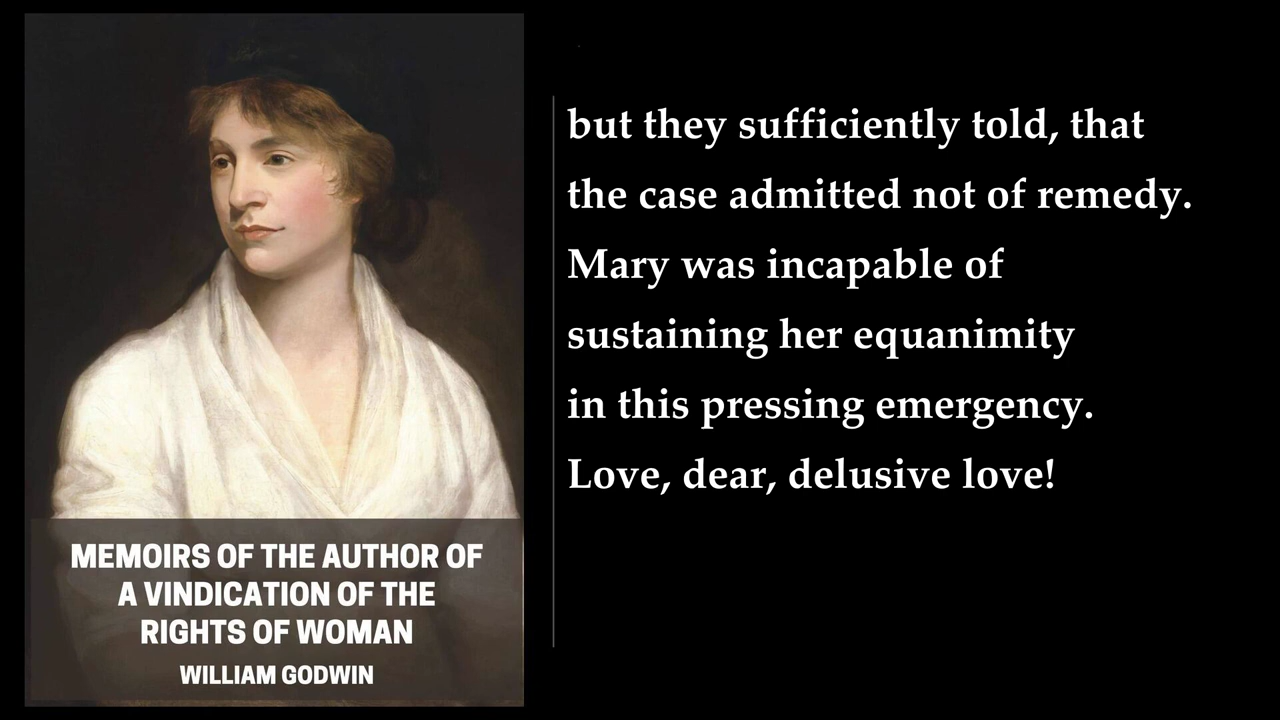 MEMOIRS OF THE AUTHOR OF
A VINDICATION OF THE
RIGHTS OF WOMAN
WILLIAM GODWIN
but they sufficiently told, that
the case admitted not of remedy.
Mary was incapable of
sustaining her equanimity
in this pressing emergency.
Love, dear, delusive love!